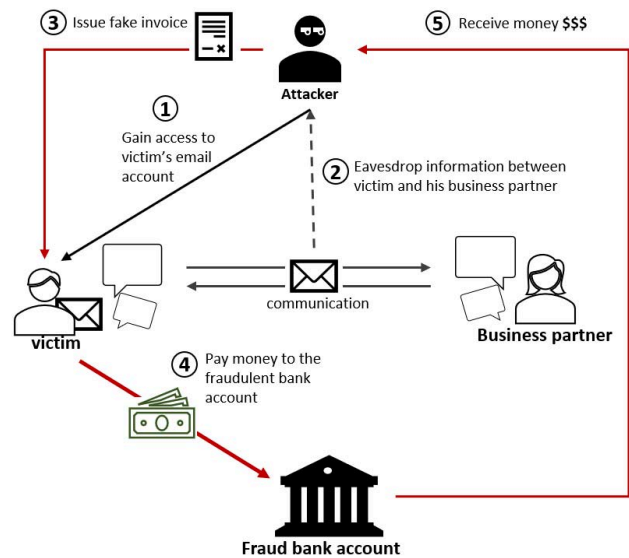 ③ Issue fake invoice
⑤ Receive money $$$
Attacker
①
Gain access to
victim's email
account
② Eavesdrop information between
victim and his business partner
communication
victim
Business partner
④ Pay money to the
fraudulent bank
account
Fraud bank account